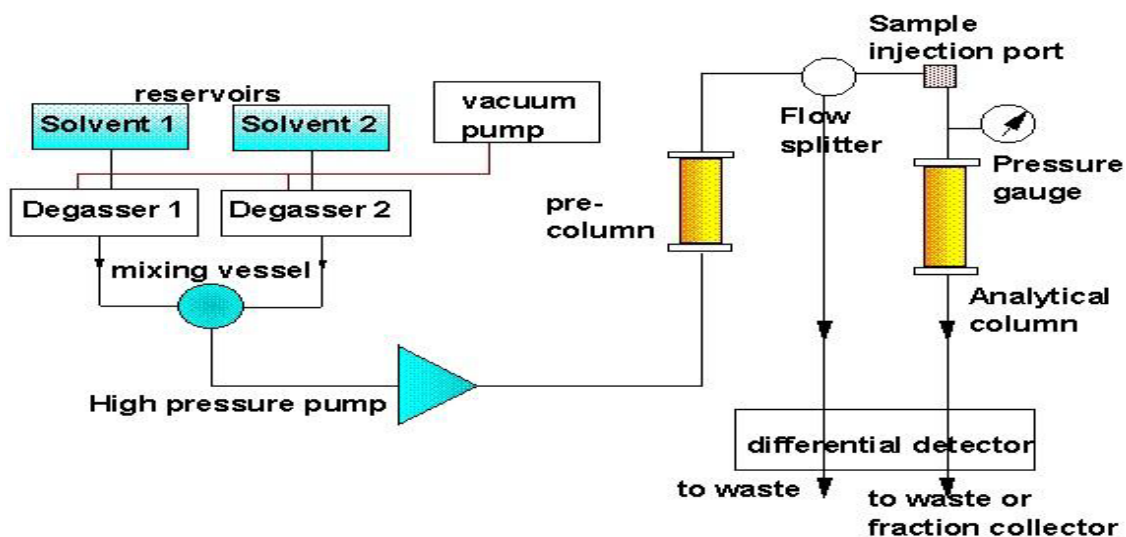 Sample
injection port
reservoirs
vacuum
pump
Solvent 1
Solvent 2
Flow
splitter
Pressure
gauge
Degasser 1
Degasser 2
pre-
column
mixing vessel
Analytical
column
High pressure pump
differential detector
to waste
to waste or
fraction collector